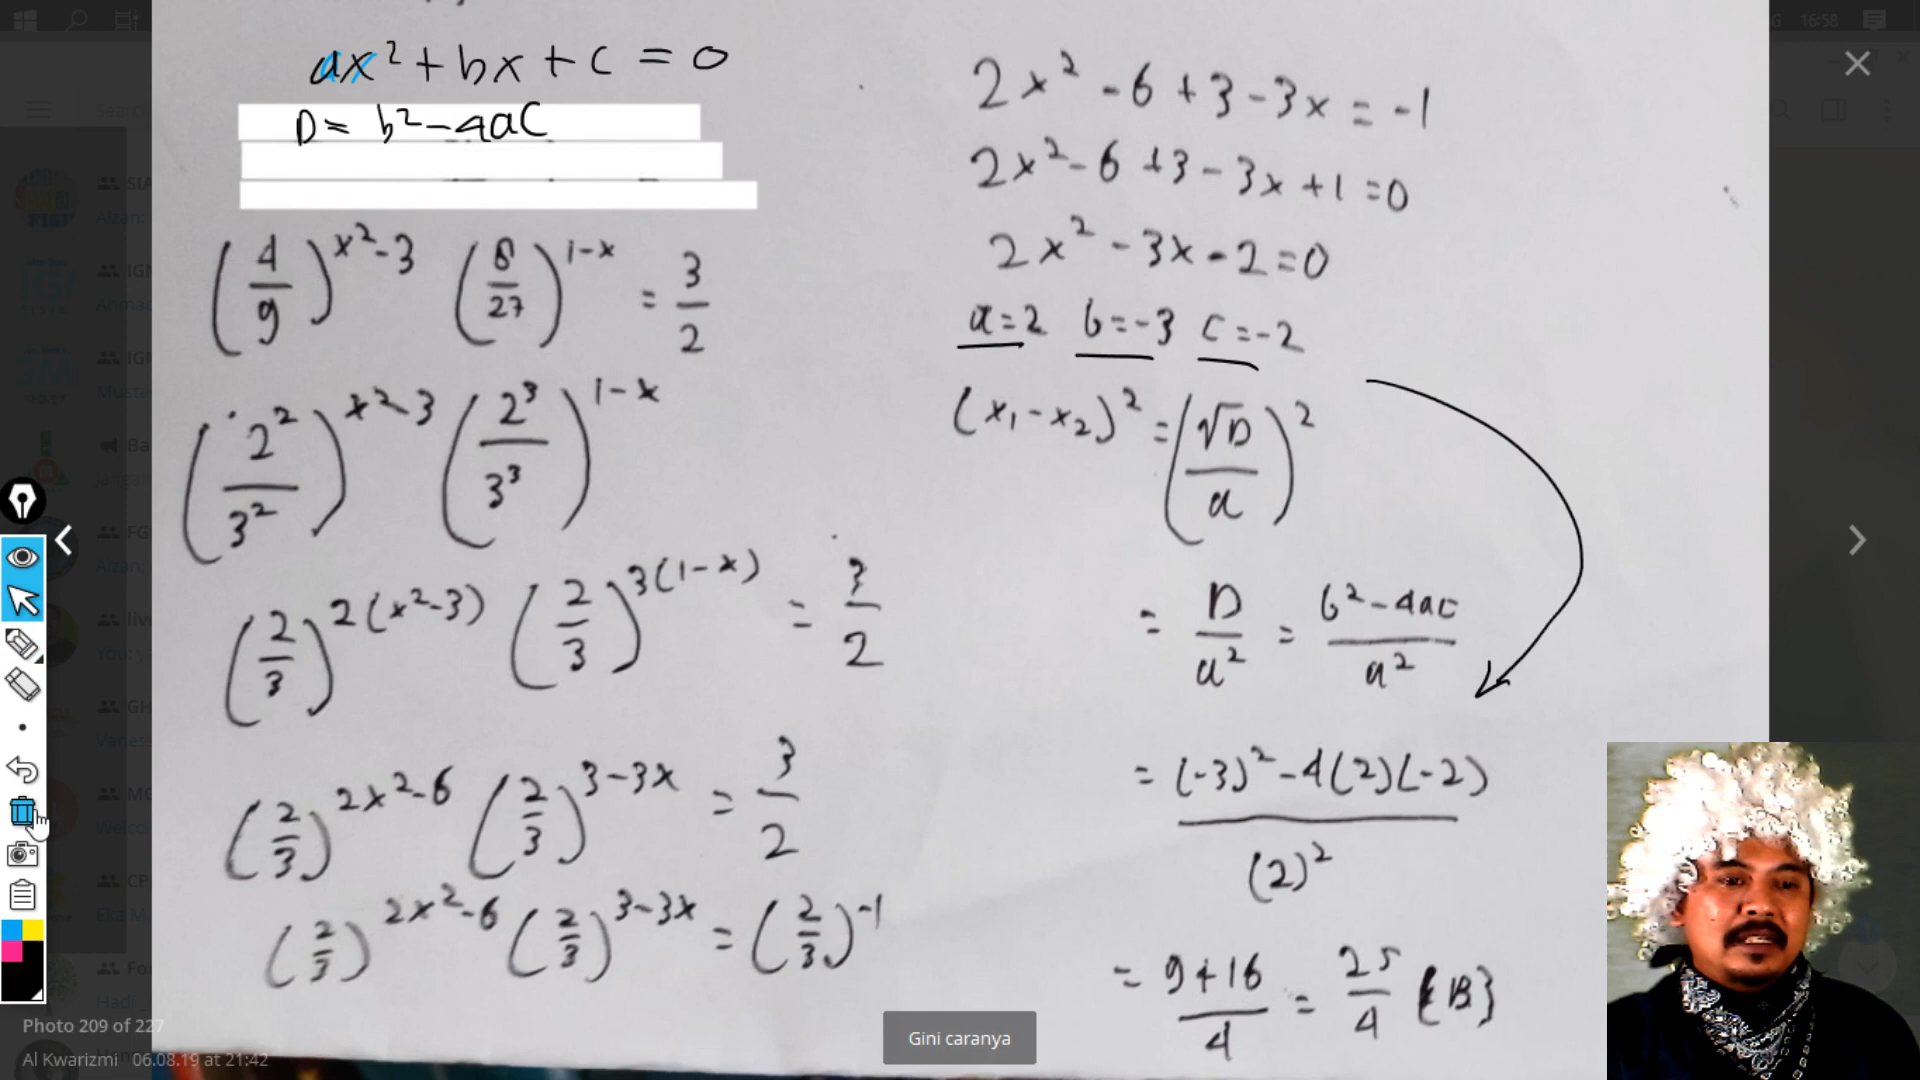 16:58
Search
ax² + bx + c = 0
D = b² - 4aC
(4/9)^(x²-3) (8/27)^(1-x) = 3/2
(2²/3²)^(x²-3) (2³/3³)^(1-x)
(2/3)^(2(x²-3)) (2/3)^(3(1-x)) = 3/2
(2/3)^(2x²-6) (2/3)^(3-3x) = 3/2
(2/3)^(2x²-6) (2/3)^(3-3x) = (2/3)^(-1)
2x² - 6 + 3 - 3x = -1
2x² - 6 + 3 - 3x + 1 = 0
2x² - 3x - 2 = 0
a = 2 b = -3 c = -2
(x₁ - x₂)² = (√D/a)²
= D/a² = b² - 4ac/a²
= (-3)² - 4(2)(-2)/(2)²
= 9 + 16/4 = 25/4 {B}
Gini caranya
Photo 209 of 227
Al Kwarizmi 06.08.19 at 21:42